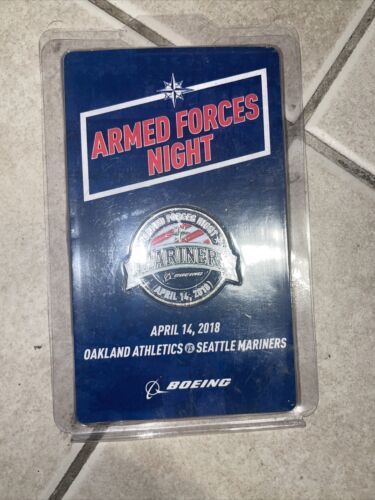 ARMED FORCES
NIGHT
ARMED FORCES NIGHT
MARINERS
BOEING
APRIL 14, 2018
APRIL 14, 2018
OAKLAND ATHLETICS VS SEATTLE MARINERS
BOEING